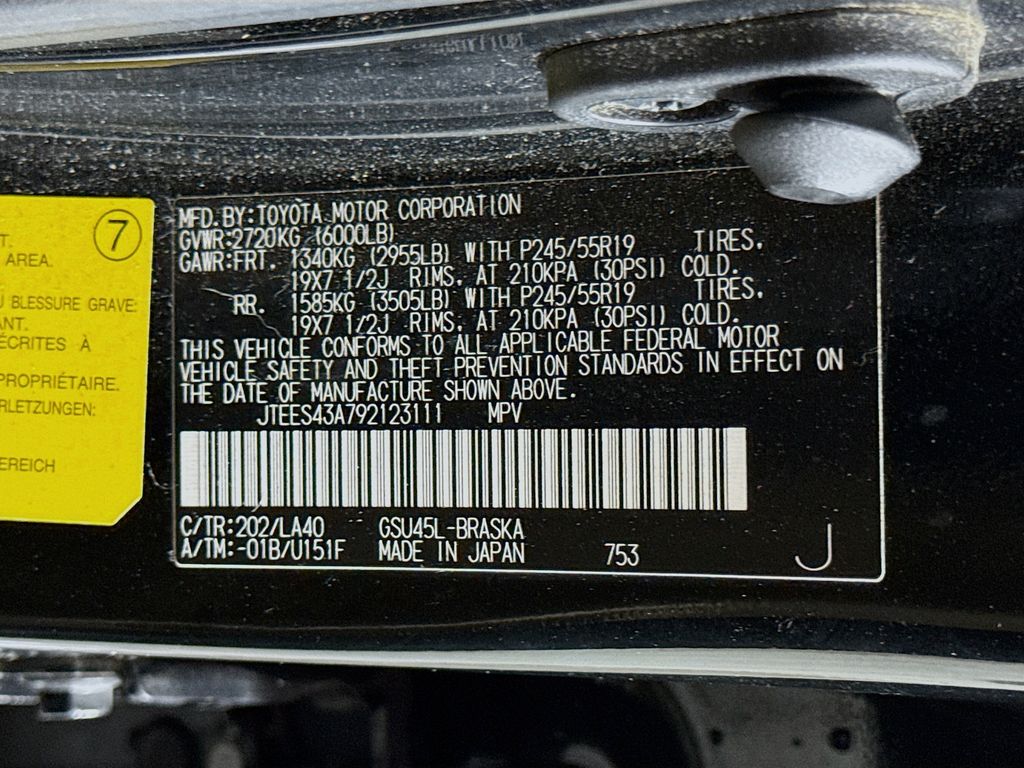 7
T.
AREA.
U BLESSURE GRAVE:
ANT.
ÉCRITES À
PROPRIÉTAIRE.
RLETZUNGEN:
EREICH
MFD. BY:TOYOTA MOTOR CORPORATION
GVWR:2720KG (6000LB)
GAWR:FRT. 1340KG (2955LB) WITH P245/55R19 TIRES,
19X7 1/2J RIMS, AT 210KPA (30PSI) COLD.
RR. 1585KG (3505LB) WITH P245/55R19 TIRES,
19X7 1/2J RIMS, AT 210KPA (30PSI) COLD.
THIS VEHICLE CONFORMS TO ALL APPLICABLE FEDERAL MOTOR
VEHICLE SAFETY AND THEFT PREVENTION STANDARDS IN EFFECT ON
THE DATE OF MANUFACTURE SHOWN ABOVE.
JTEES43A792123111 MPV
C/TR:202/LA40 GSU45L-BRASKA
A/TM:-01B/U151F MADE IN JAPAN 753 J